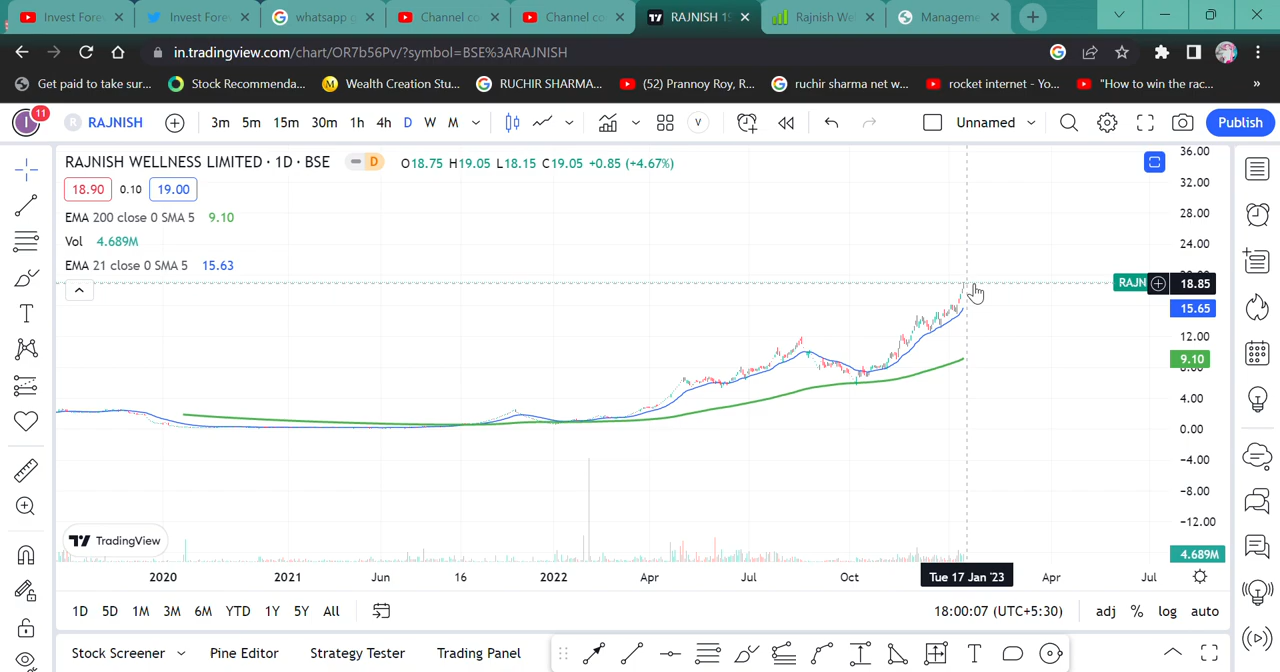 Invest Fore
Invest Fore
whatsapp g
Channel co
Channel co
RAJNISH 19
Rajnish We
Manageme
in.tradingview.com/chart/OR7b56Pv/?symbol=BSE%3ARAJNISH
Get paid to take sur...
Stock Recommenda...
Wealth Creation Stu...
RUCHIR SHARMA...
(52) Prannoy Roy, R...
ruchir sharma net w...
rocket internet - Yo...
"How to win the rac...
»
I 11
R RAJNISH
3m 5m 15m 30m 1h 4h D W M
V
Unnamed
Publish
RAJNISH WELLNESS LIMITED · 1D · BSE
D
O18.75 H19.05 L18.15 C19.05 +0.85 (+4.67%)
18.90 0.10 19.00
EMA 200 close 0 SMA 5 9.10
Vol 4.689M
EMA 21 close 0 SMA 5 15.63
36.00
32.00
28.00
24.00
RAJN 18.85
15.65
12.00
9.10
4.00
0.00
−4.00
−8.00
−12.00
4.689M
TradingView
2020 2021 Jun 16 2022 Apr Jul Oct Tue 17 Jan '23 Apr Jul
1D 5D 1M 3M 6M YTD 1Y 5Y All
18:00:07 (UTC+5:30)
adj % log auto
Stock Screener
Pine Editor
Strategy Tester
Trading Panel